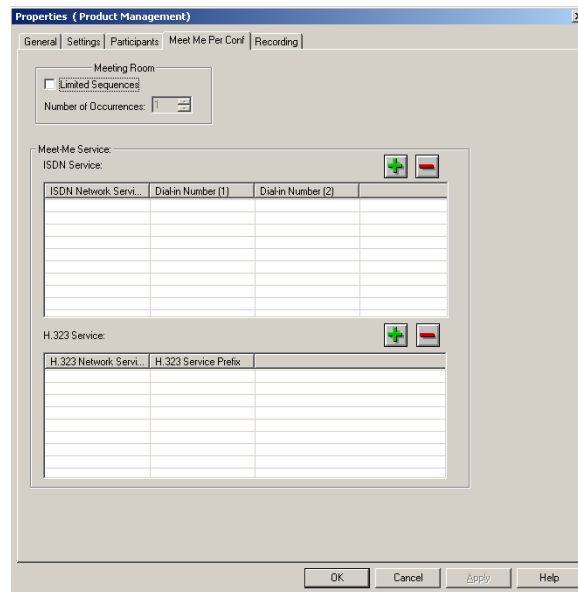 Properties ( Product Management)
General Settings Participants Meet Me Per Conf Recording
Meeting Room
Limited Sequences
Number of Occurrences: 1
Meet-Me Service:
ISDN Service:
ISDN Network Servi... Dial-in Number (1) Dial-in Number (2)
H.323 Service:
H.323 Network Servi... H.323 Service Prefix
OK Cancel Apply Help